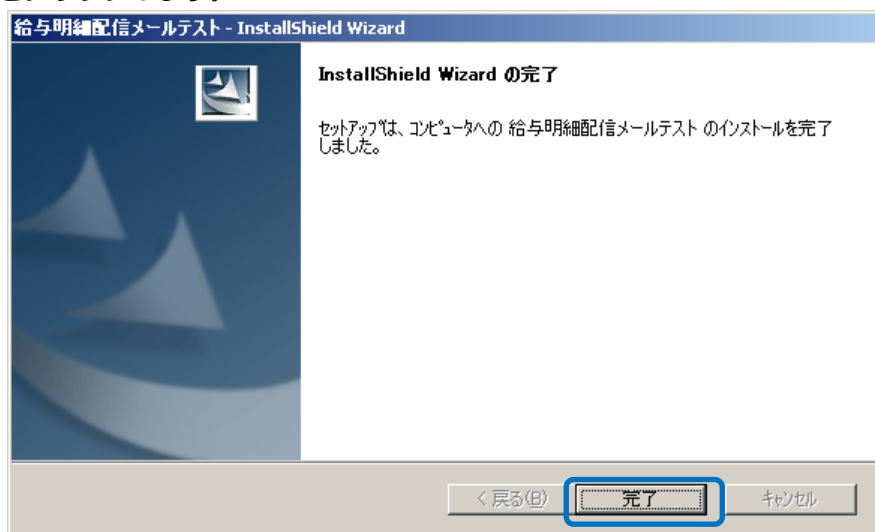 給与明細配信メールテスト - InstallShield Wizard
InstallShield Wizard の完了
セットアップは、コンピュータへの 給与明細配信メールテスト のインストールを完了
しました。
< 戻る(B)
完了
キャンセル